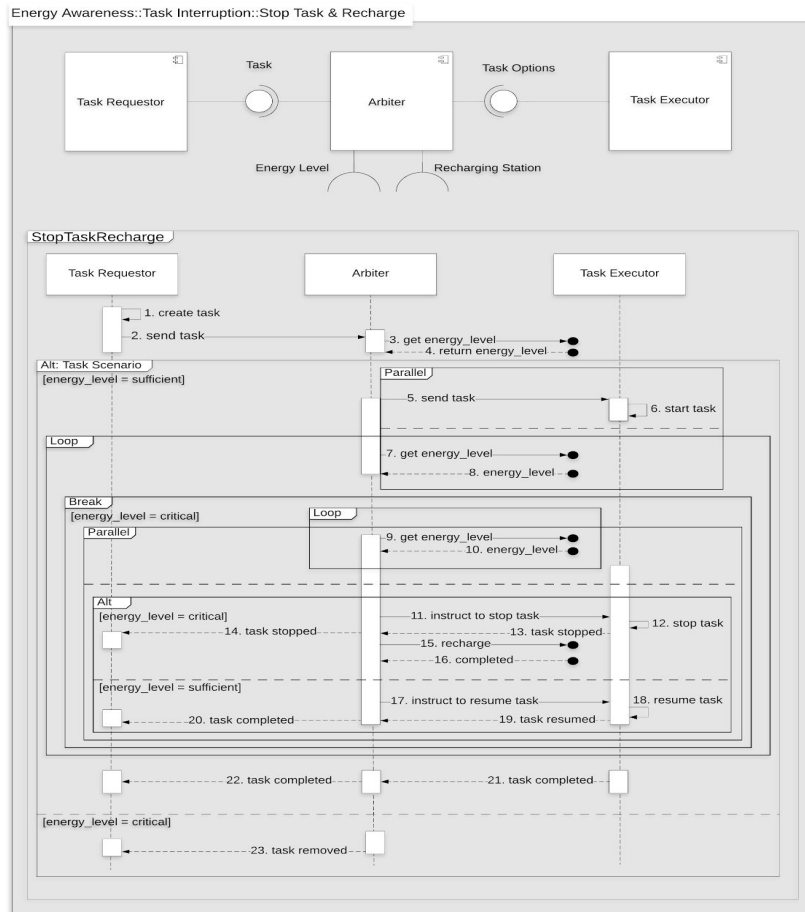 Energy Awareness::Task Interruption::Stop Task & Recharge
Task Requestor
Task
Arbiter
Task Options
Task Executor
Energy Level
Recharging Station
StopTaskRecharge
Task Requestor
Arbiter
Task Executor
1. create task
2. send task
3. get energy_level
4. return energy_level
Alt: Task Scenario
[energy_level = sufficient]
Parallel
5. send task
6. start task
Loop
7. get energy_level
8. energy_level
Break
[energy_level = critical]
Loop
Parallel
9. get energy_level
10. energy_level
Alt
[energy_level = critical]
11. instruct to stop task
12. stop task
13. task stopped
14. task stopped
15. recharge
16. completed
[energy_level = sufficient]
17. instruct to resume task
18. resume task
19. task resumed
20. task completed
21. task completed
22. task completed
[energy_level = critical]
23. task removed